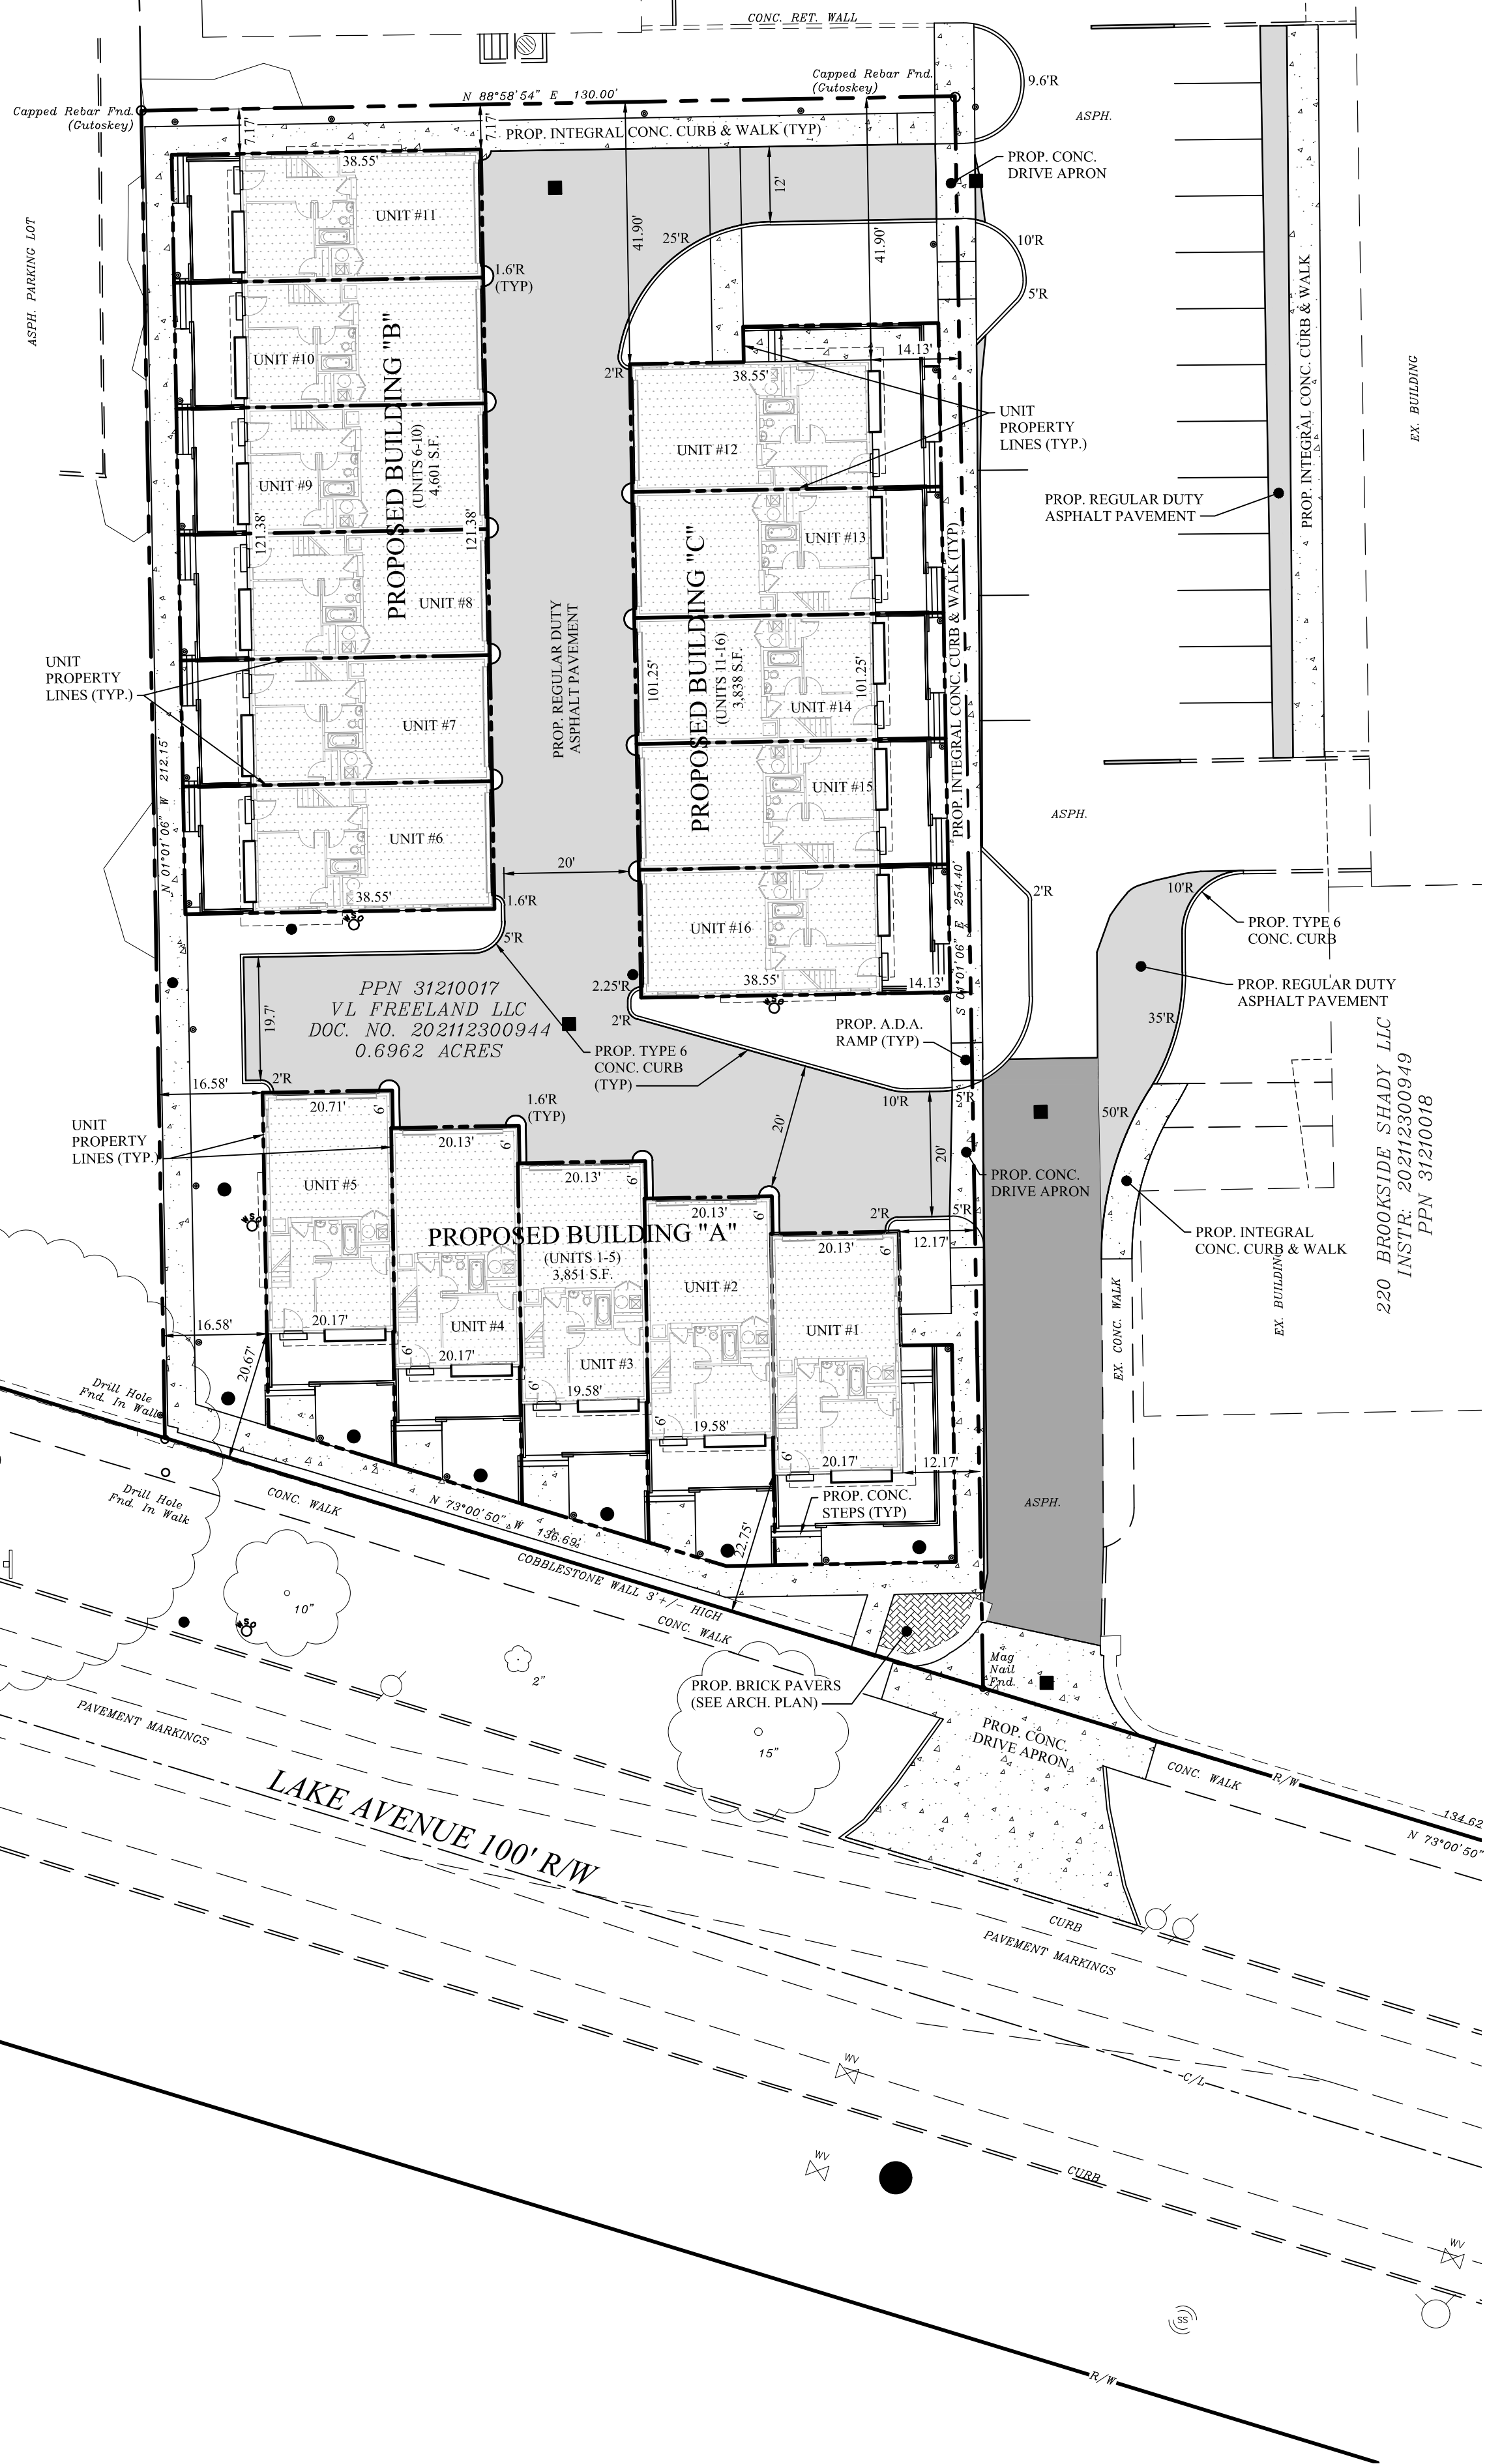 CONC. RET. WALL
Capped Rebar Fnd.
(Gutoskey)
N 88°58'54" E 130.00'
Capped Rebar Fnd.
(Gutoskey)
9.6'R
ASPH.
7.17'
7.17'
PROP. INTEGRAL CONC. CURB & WALK (TYP)
PROP. CONC.
DRIVE APRON
38.55'
12'
UNIT #11
41.90'
25'R
41.90'
10'R
ASPH. PARKING LOT
1.6'R
(TYP)
5'R
PROP. INTEGRAL CONC. CURB & WALK
UNIT #10
PROPOSED BUILDING "B"
(UNITS 6-10)
4,601 S.F.
14.13'
2'R
38.55'
EX. BUILDING
UNIT
PROPERTY
LINES (TYP.)
UNIT #12
UNIT #9
121.38'
121.38'
PROP. REGULAR DUTY
ASPHALT PAVEMENT
UNIT #13
PROPOSED BUILDING "C"
(UNITS 11-16)
3,838 S.F.
PROP. INTEGRAL CONC. CURB & WALK (TYP)
UNIT #8
PROP. REGULAR DUTY
ASPHALT PAVEMENT
UNIT
PROPERTY
LINES (TYP.)
101.25'
101.25'
UNIT #14
UNIT #7
N 01°01'06" W 212.15'
UNIT #15
ASPH.
UNIT #6
20'
38.55'
1.6'R
2'R
10'R
PROP. TYPE 6
CONC. CURB
5'R
UNIT #16
S 01°01'06" E 254.40'
PROP. REGULAR DUTY
ASPHALT PAVEMENT
2.25'R
38.55'
14.13'
PPN 31210017
VL FREELAND LLC
DOC. NO. 202112300944
0.6962 ACRES
19.7'
2'R
35'R
PROP. A.D.A.
RAMP (TYP)
PROP. TYPE 6
CONC. CURB
(TYP)
16.58'
2'R
10'R
5'R
50'R
220 BROOKSIDE SHADY LLC
INSTR: 202112300949
PPN 31210018
20.71'
6'
1.6'R
(TYP)
20'
20'
UNIT
PROPERTY
LINES (TYP.)
20.13'
6'
20.13'
6'
PROP. CONC.
DRIVE APRON
UNIT #5
20.13'
6'
2'R
5'R
12.17'
PROPOSED BUILDING "A"
(UNITS 1-5)
3,851 S.F.
20.13'
6'
PROP. INTEGRAL
CONC. CURB & WALK
UNIT #2
EX. BUILDING
EX. CONC. WALK
16.58'
20.17'
UNIT #4
UNIT #1
20.67'
6'
20.17'
UNIT #3
6'
19.58'
Drill Hole
Fnd. In Wall
6'
19.58'
6'
20.17'
12.17'
Drill Hole
Fnd. In Walk
CONC. WALK
N 73°00'50" W 136.69'
PROP. CONC.
STEPS (TYP)
ASPH.
22.75'
COBBLESTONE WALL 3'+/- HIGH
CONC. WALK
10"
S
S
S
S
2"
Mag
Nail
Fnd.
PROP. BRICK PAVERS
(SEE ARCH. PLAN)
PAVEMENT MARKINGS
15"
PROP. CONC.
DRIVE APRON
CONC. WALK
R/W
134.62
N 73°00'50"
LAKE AVENUE 100' R/W
CURB
PAVEMENT MARKINGS
WV
C/L
WV
CURB
WV
SS
R/W